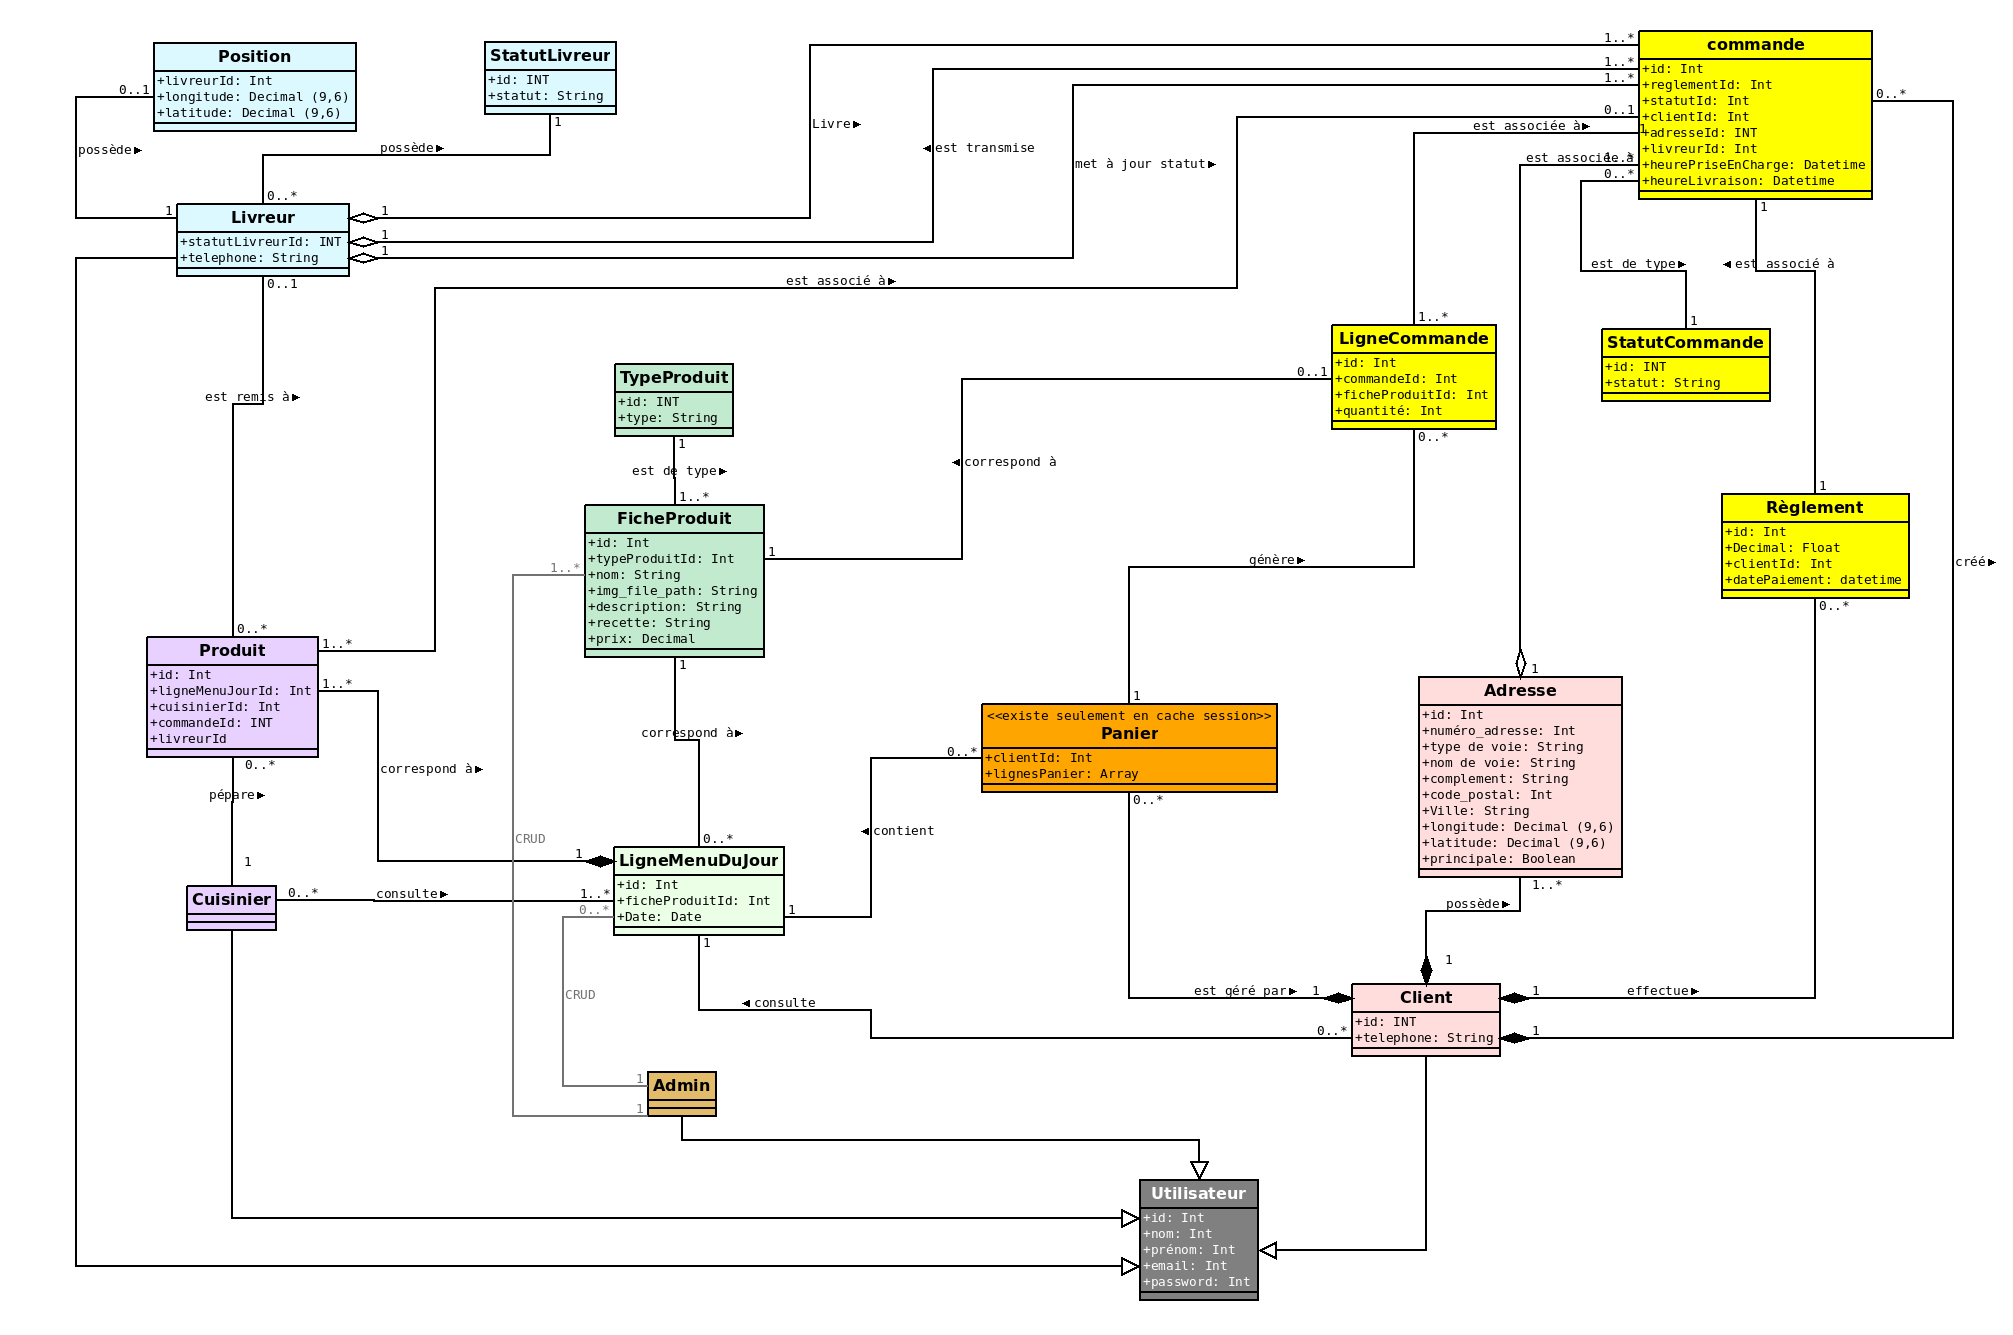 Position
+livreurId: Int
+longitude: Decimal (9,6)
+latitude: Decimal (9,6)
0..1
possède►
StatutLivreur
+id: INT
+statut: String
1
possède►
0..*
1
Livreur
+statutLivreurId: INT
+telephone: String
1
1
1
0..1
Livre►
◄est transmise
met à jour statut►
est associé à►
1..*
1..*
1..*
0..1
est associée à►
1
est associée à
1..*
0..*
commande
+id: Int
+reglementId: Int
+statutId: Int
+clientId: Int
+adresseId: INT
+livreurId: Int
+heurePriseEnCharge: Datetime
+heureLivraison: Datetime
0..*
1
est de type►
◄est associé à
1
StatutCommande
+id: INT
+statut: String
1..*
LigneCommande
+id: Int
+commandeId: Int
+ficheProduitId: Int
+quantité: Int
0..1
0..*
est remis à►
TypeProduit
+id: INT
+type: String
1
est de type►
1..*
◄correspond à
FicheProduit
+id: Int
+typeProduitId: Int
+nom: String
+img_file_path: String
+description: String
+recette: String
+prix: Decimal
1
1..*
1
génère►
1
Règlement
+id: Int
+Decimal: Float
+clientId: Int
+datePaiement: datetime
0..*
créé►
0..*
Produit
+id: Int
+ligneMenuJourId: Int
+cuisinierId: Int
+commandeId: INT
+livreurId
1..*
1..*
0..*
pépare►
1
correspond à►
correspond à►
CRUD
1
<<existe seulement en cache session>>
Panier
+clientId: Int
+lignesPanier: Array
0..*
0..*
◄contient
1
Adresse
+id: Int
+numéro_adresse: Int
+type de voie: String
+nom de voie: String
+complement: String
+code_postal: Int
+Ville: String
+longitude: Decimal (9,6)
+latitude: Decimal (9,6)
+principale: Boolean
1..*
possède►
1
0..*
1
LigneMenuDuJour
+id: Int
+ficheProduitId: Int
+Date: Date
1..*
0..*
1
1
Cuisinier
0..*
consulte►
CRUD
◄consulte
est géré par►
1
0..*
Client
+id: INT
+telephone: String
1
effectue►
1
1
1
Admin
Utilisateur
+id: Int
+nom: Int
+prénom: Int
+email: Int
+password: Int